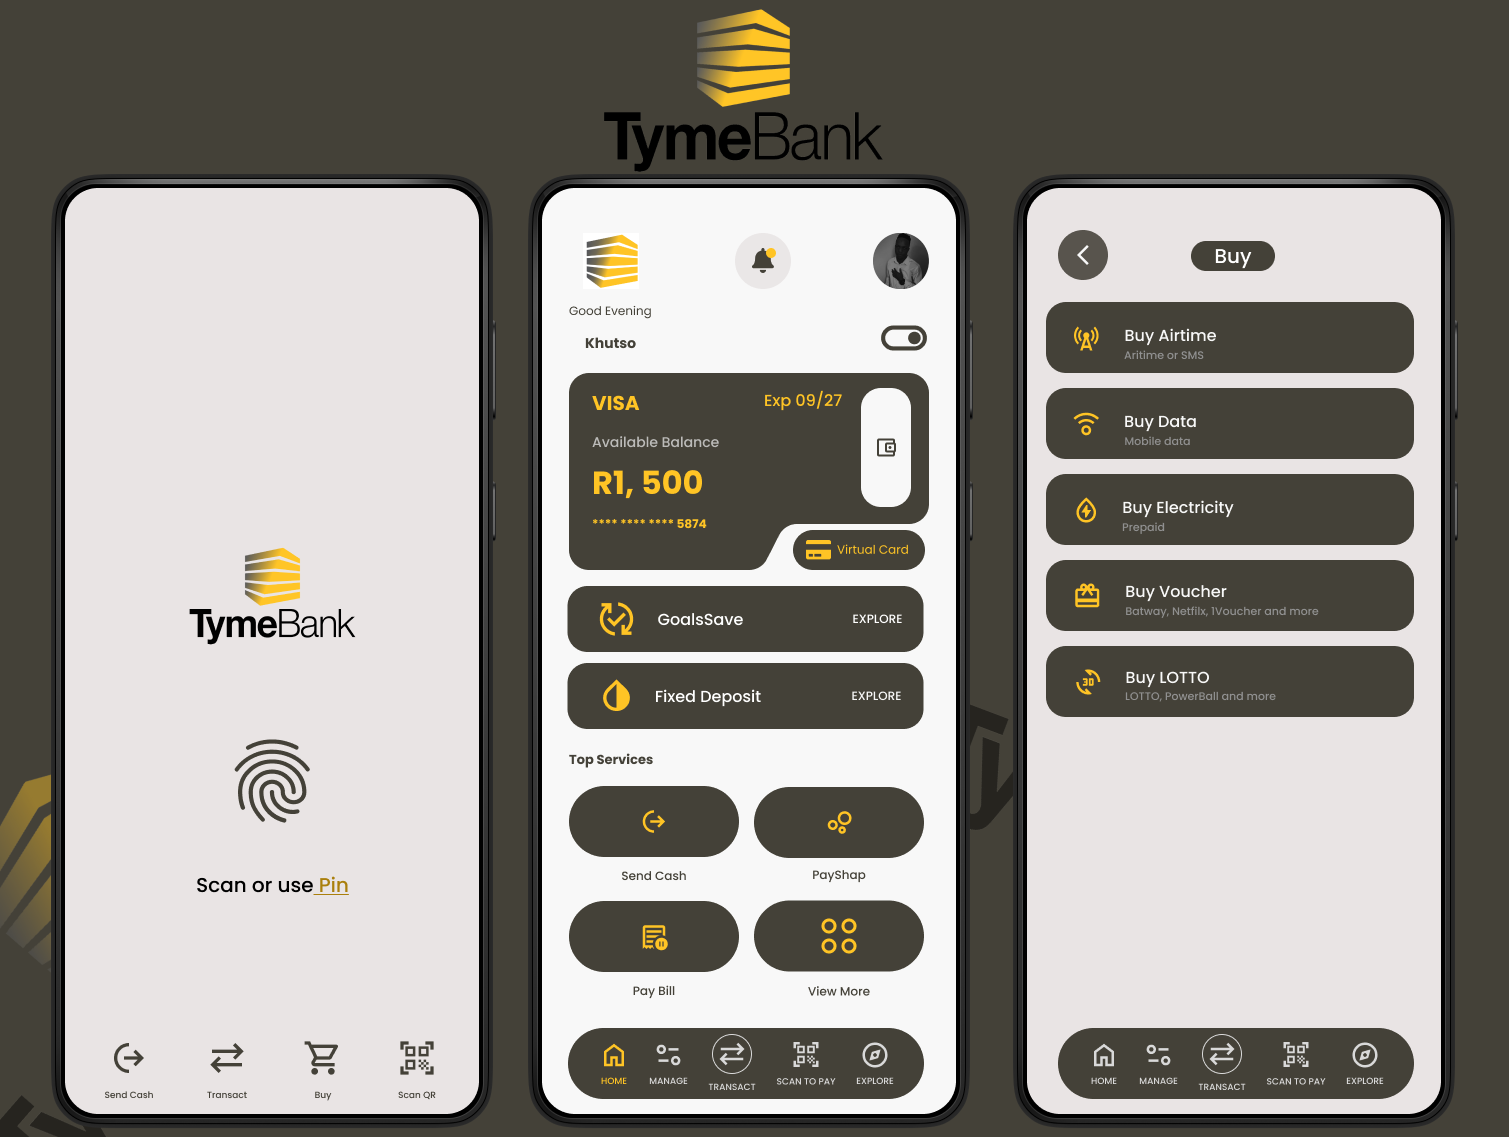 TymeBank
TymeBank
Scan or use Pin
Send Cash
Transact
Buy
Scan QR
Good Evening
Khutso
VISA
Exp 09/27
Available Balance
R1, 500
**** **** **** 5874
Virtual Card
GoalsSave
EXPLORE
Fixed Deposit
EXPLORE
Top Services
Send Cash
PayShap
Pay Bill
View More
HOME
MANAGE
TRANSACT
SCAN TO PAY
EXPLORE
Buy
Buy Airtime
Aritime or SMS
Buy Data
Mobile data
Buy Electricity
Prepaid
Buy Voucher
Batway, Netfilx, 1Voucher and more
3D
Buy LOTTO
LOTTO, PowerBall and more
HOME
MANAGE
TRANSACT
SCAN TO PAY
EXPLORE
Ty